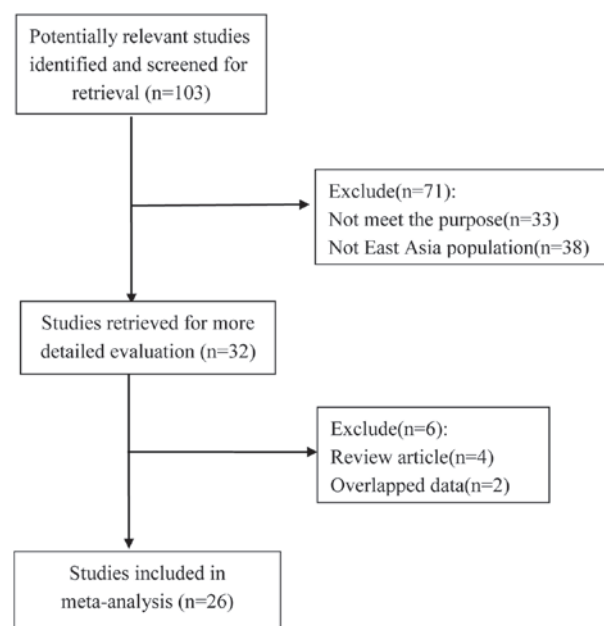 Potentially relevant studies
identified and screened for
retrieval (n=103)
Exclude(n=71):
Not meet the purpose(n=33)
Not East Asia population(n=38)
Studies retrieved for more
detailed evaluation (n=32)
Exclude(n=6):
Review article(n=4)
Overlapped data(n=2)
Studies included in
meta-analysis (n=26)